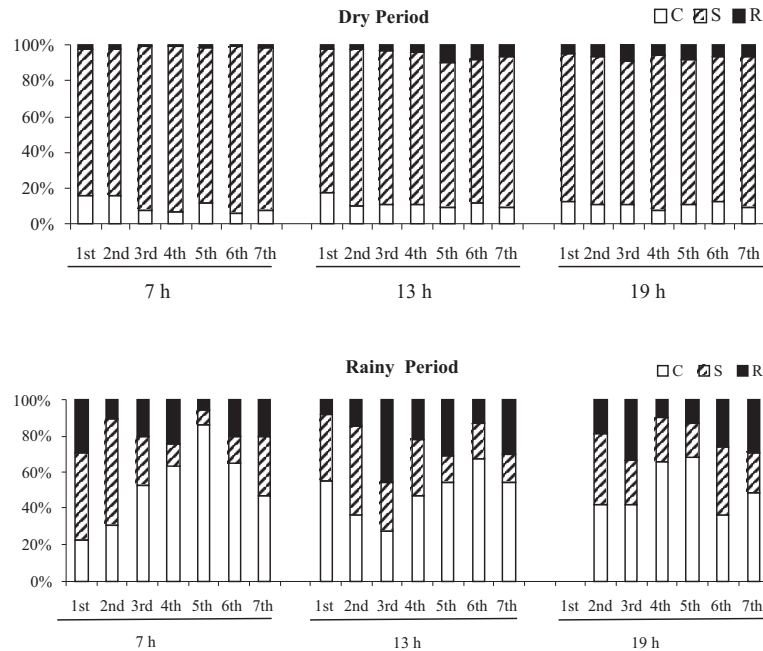 Dry Period
C S R
100%
80%
60%
40%
20%
0%
1st 2nd 3rd 4th 5th 6th 7th 1st 2nd 3rd 4th 5th 6th 7th 1st 2nd 3rd 4th 5th 6th 7th
7 h 13 h 19 h
Rainy Period
C S R
100%
80%
60%
40%
20%
0%
1st 2nd 3rd 4th 5th 6th 7th 1st 2nd 3rd 4th 5th 6th 7th 1st 2nd 3rd 4th 5th 6th 7th
7 h 13 h 19 h